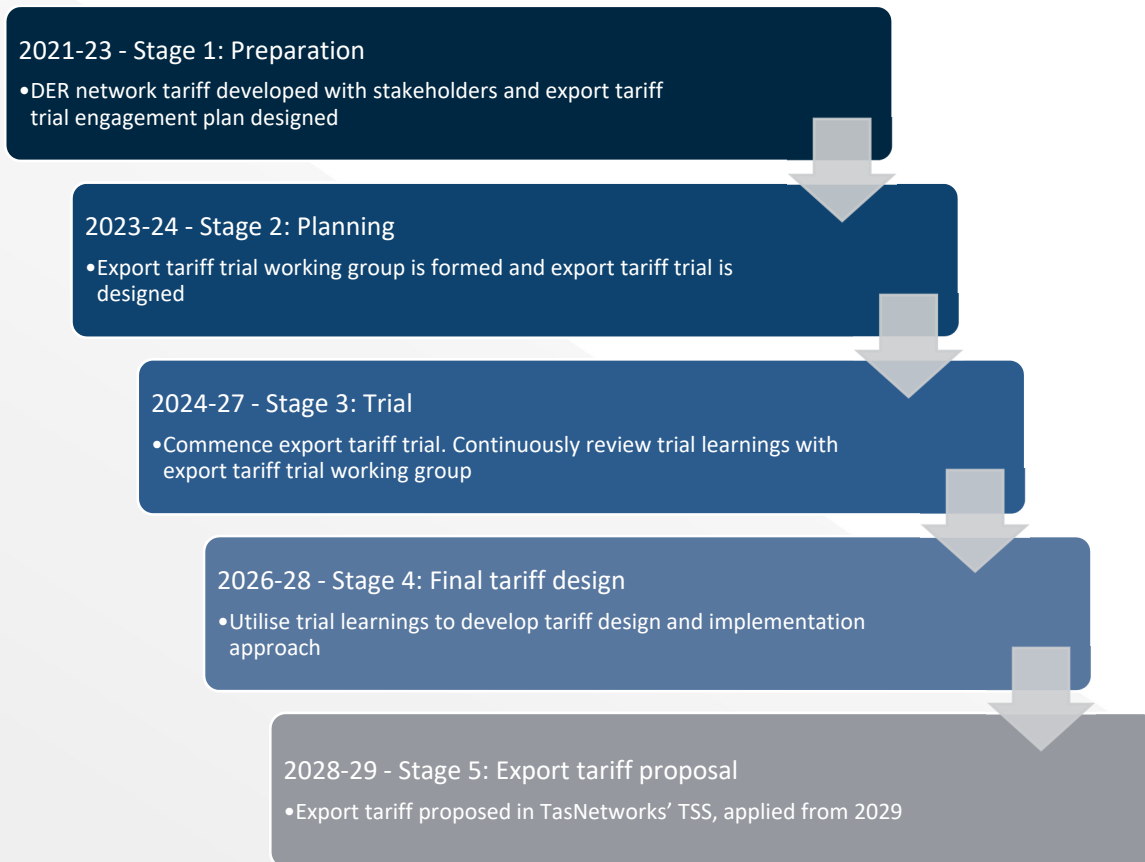 2021-23 - Stage 1: Preparation
•DER network tariff developed with stakeholders and export tariff
trial engagement plan designed
2023-24 - Stage 2: Planning
•Export tariff trial working group is formed and export tariff trial is
designed
2024-27 - Stage 3: Trial
•Commence export tariff trial. Continuously review trial learnings with
export tariff trial working group
2026-28 - Stage 4: Final tariff design
•Utilise trial learnings to develop tariff design and implementation
approach
2028-29 - Stage 5: Export tariff proposal
•Export tariff proposed in TasNetworks’ TSS, applied from 2029